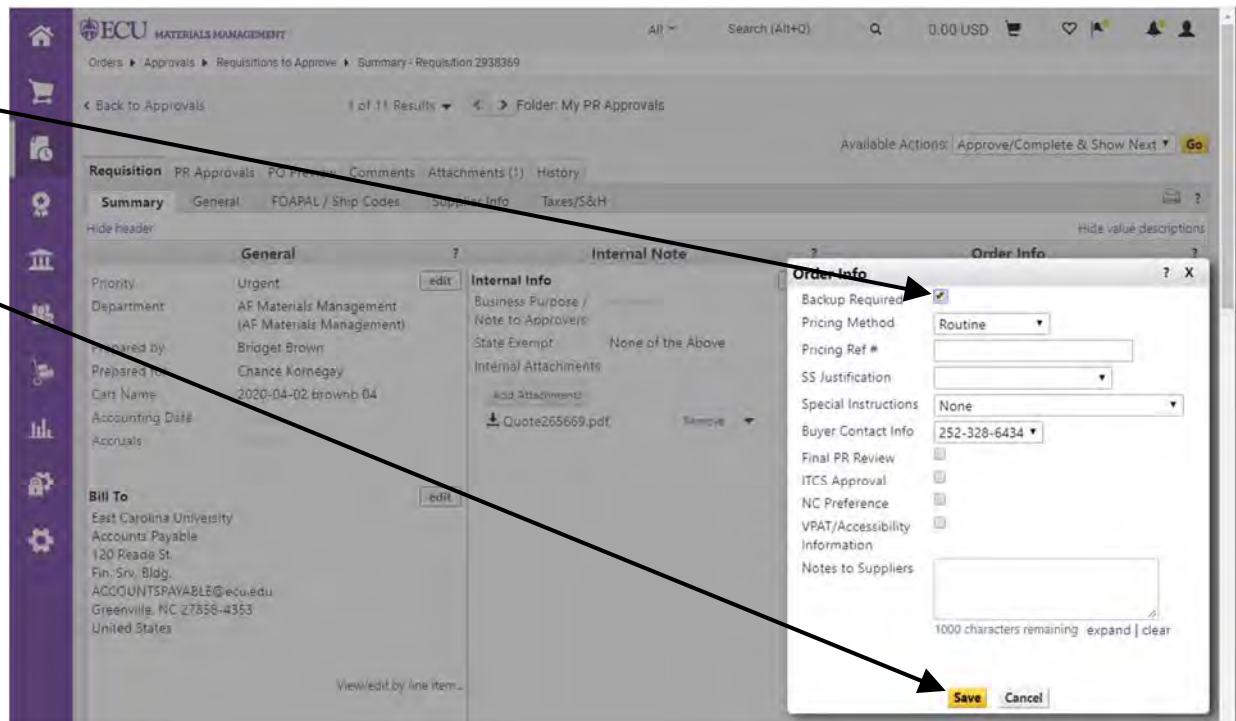 ECU MATERIALS MANAGEMENT
All
Search (Alt+Q)
0.00 USD
Orders Approvals Requisitions to Approve Summary - Requisition 2938369
Back to Approvals
1 of 11 Results
Folder: My PR Approvals
Available Actions: Approve/Complete & Show Next Go
Requisition PR Approvals PO Preview Comments Attachments (1) History
Summary General FOAPAL / Ship Codes Supplier Info Taxes/S&H ?
Hide header
Hide value descriptions
General ?
Internal Note ?
Order Info ?
Priority Urgent edit
Department AF Materials Management
(AF Materials Management)
Prepared by Bridget Brown
Prepared for Chance Kornegay
Cart Name 2020-04-02 brownb 04
Accounting Date
Accruals
Bill To edit
East Carolina University
Accounts Payable
120 Reade St.
Fin. Srv. Bldg.
ACCOUNTSPAYABLE@ecu.edu
Greenville, NC 27858-4353
United States
View/edit by line item...
Internal Info
Business Purpose /
Note to Approvers
State Exempt None of the Above
Internal Attachments
Add Attachments
Quote265669.pdf Remove
Order Info ? X
Backup Required
Pricing Method Routine
Pricing Ref #
SS Justification
Special Instructions None
Buyer Contact Info 252-328-6434
Final PR Review
ITCS Approval
NC Preference
VPAT/Accessibility
Information
Notes to Suppliers
1000 characters remaining expand | clear
Save Cancel